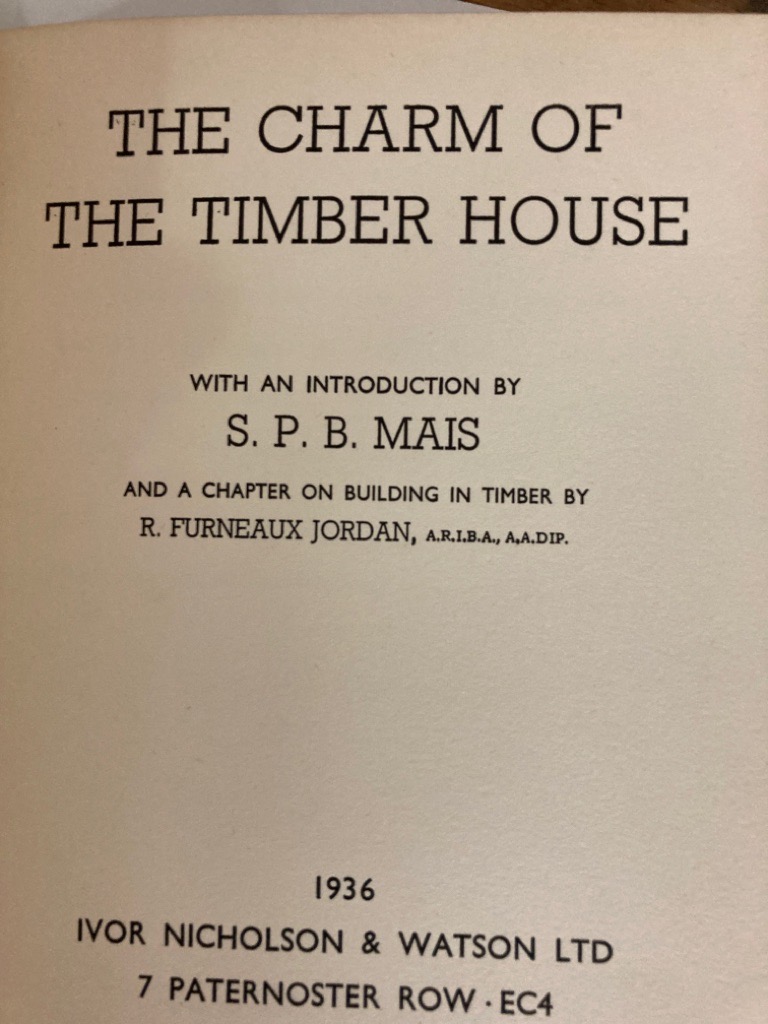 THE CHARM OF
THE TIMBER HOUSE
WITH AN INTRODUCTION BY
S. P. B. MAIS
AND A CHAPTER ON BUILDING IN TIMBER BY
R. FURNEAUX JORDAN, A.R.I.B.A., A.A.DIP.
1936
IVOR NICHOLSON & WATSON LTD
7 PATERNOSTER ROW · EC4